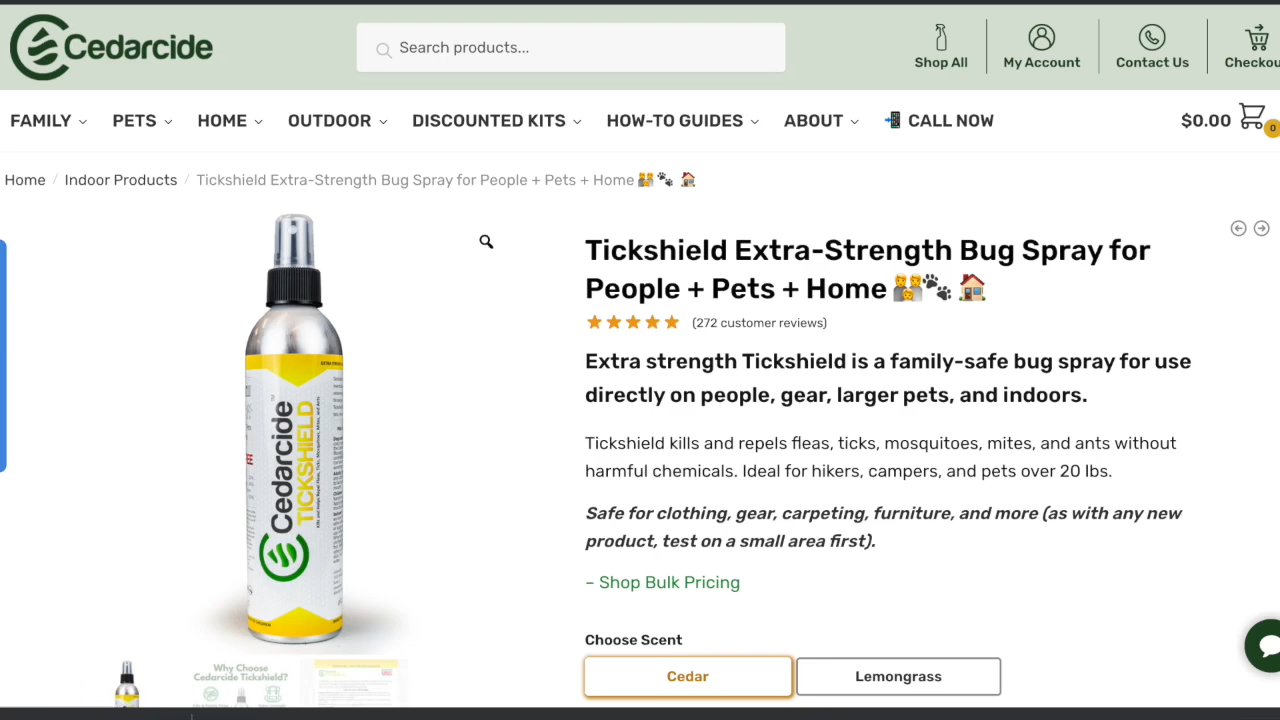 Cedarcide
Search products...
Shop All
My Account
Contact Us
Checkou
FAMILY
PETS
HOME
OUTDOOR
DISCOUNTED KITS
HOW-TO GUIDES
ABOUT
CALL NOW
$0.00
0
Home / Indoor Products / Tickshield Extra-Strength Bug Spray for People + Pets + Home
Tickshield Extra-Strength Bug Spray for
People + Pets + Home
(272 customer reviews)
Extra strength Tickshield is a family-safe bug spray for use
directly on people, gear, larger pets, and indoors.
Tickshield kills and repels fleas, ticks, mosquitoes, mites, and ants without
harmful chemicals. Ideal for hikers, campers, and pets over 20 lbs.
Safe for clothing, gear, carpeting, furniture, and more (as with any new
product, test on a small area first).
– Shop Bulk Pricing
Choose Scent
Cedar
Lemongrass
Cedarcide
TICKSHIELD
Why Choose
Cedarcide Tickshield?